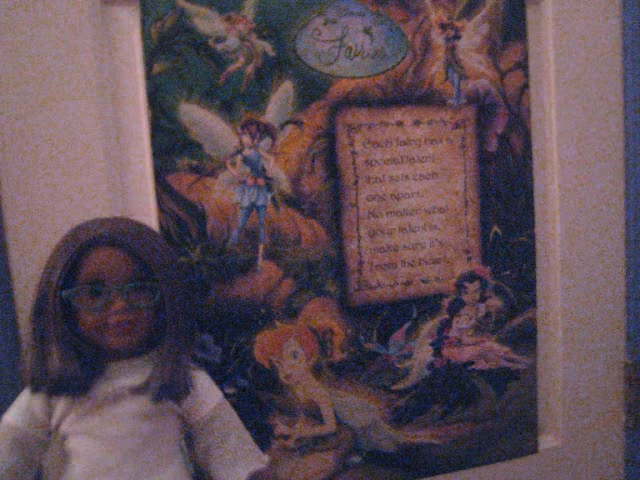 Fairies
Each fairy has a
special talent
that sets each
one apart.
No matter what
your talent is,
make sure it's
from the heart.